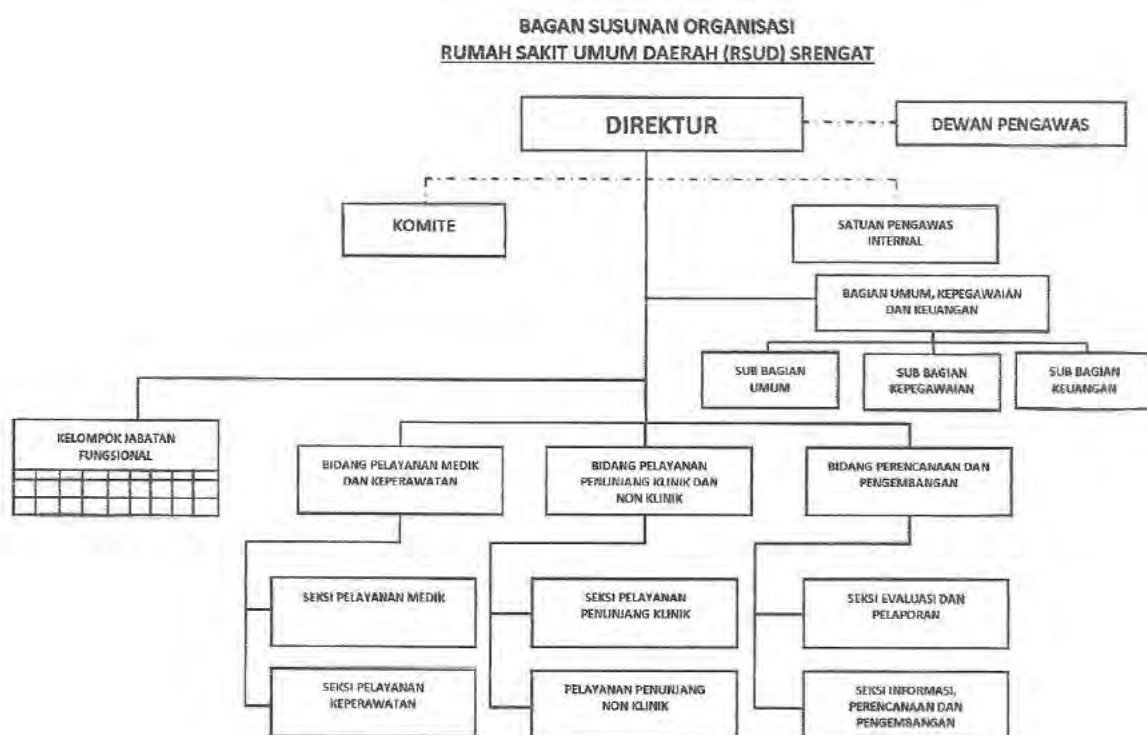 BAGAN SUSUNAN ORGANISASI
RUMAH SAKIT UMUM DAERAH (RSUD) SRENGAT
DIREKTUR
DEWAN PENGAWAS
KOMITE
SATUAN PENGAWAS
INTERNAL
BAGIAN UMUM, KEPEGAWAIAN
DAN KEUANGAN
SUB BAGIAN
UMUM
SUB BAGIAN
KEPEGAWAIAN
SUB BAGIAN
KEUANGAN
KELOMPOK JABATAN
FUNGSIONAL
BIDANG PELAYANAN MEDIK
DAN KEPERAWATAN
BIDANG PELAYANAN
PENUNJANG KLINIK DAN
NON KLINIK
BIDANG PERENCANAAN DAN
PENGEMBANGAN
SEKSI PELAYANAN MEDIK
SEKSI PELAYANAN
PENUNJANG KLINIK
SEKSI EVALUASI DAN
PELAPORAN
SEKSI PELAYANAN
KEPERAWATAN
PELAYANAN PENUNJANG
NON KLINIK
SEKSI INFORMASI,
PERENCANAAN DAN
PENGEMBANGAN